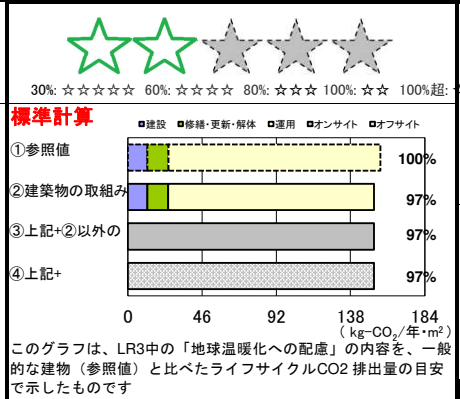 30%: ☆☆☆☆☆ 60%: ☆☆☆☆ 80%: ☆☆☆ 100%: ☆☆ 100%超:
標準計算
建設 修繕・更新・解体 運用 オンサイト オフサイト
①参照値 100%
②建築物の取組み 97%
③上記+②以外の 97%
④上記+ 97%
0 46 92 138 184
( kg-CO₂/年・m² )
このグラフは、LR3中の「地球温暖化への配慮」の内容を、一般
的な建物（参照値）と比べたライフサイクルCO2 排出量の目安
で示したものです